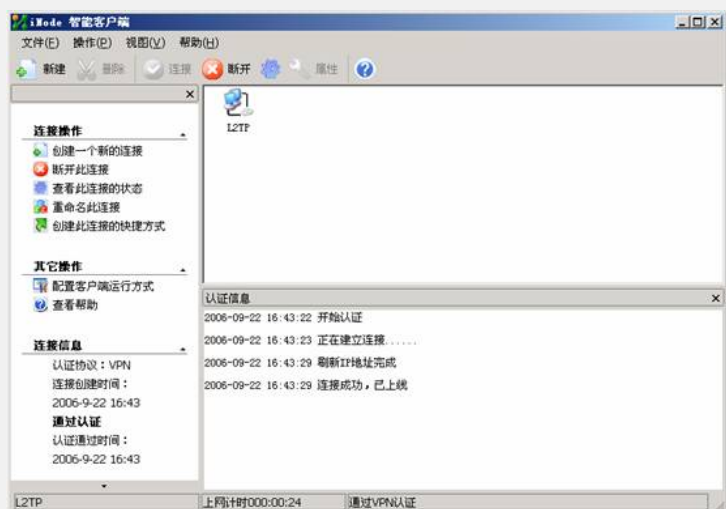 iNode 智能客户端
文件(F) 操作(P) 视图(V) 帮助(H)
新建 删除 连接 断开 属性
连接操作
创建一个新的连接
断开此连接
查看此连接的状态
重命名此连接
创建此连接的快捷方式
其它操作
配置客户端运行方式
查看帮助
连接信息
认证协议：VPN
连接创建时间：
2006-9-22 16:43
通过认证
认证通过时间：
2006-9-22 16:43
L2TP
认证信息
2006-09-22 16:43:22 开始认证
2006-09-22 16:43:23 正在建立连接......
2006-09-22 16:43:29 刷新IP地址完成
2006-09-22 16:43:29 连接成功，已上线
L2TP 上网计时000:00:24 通过VPN认证